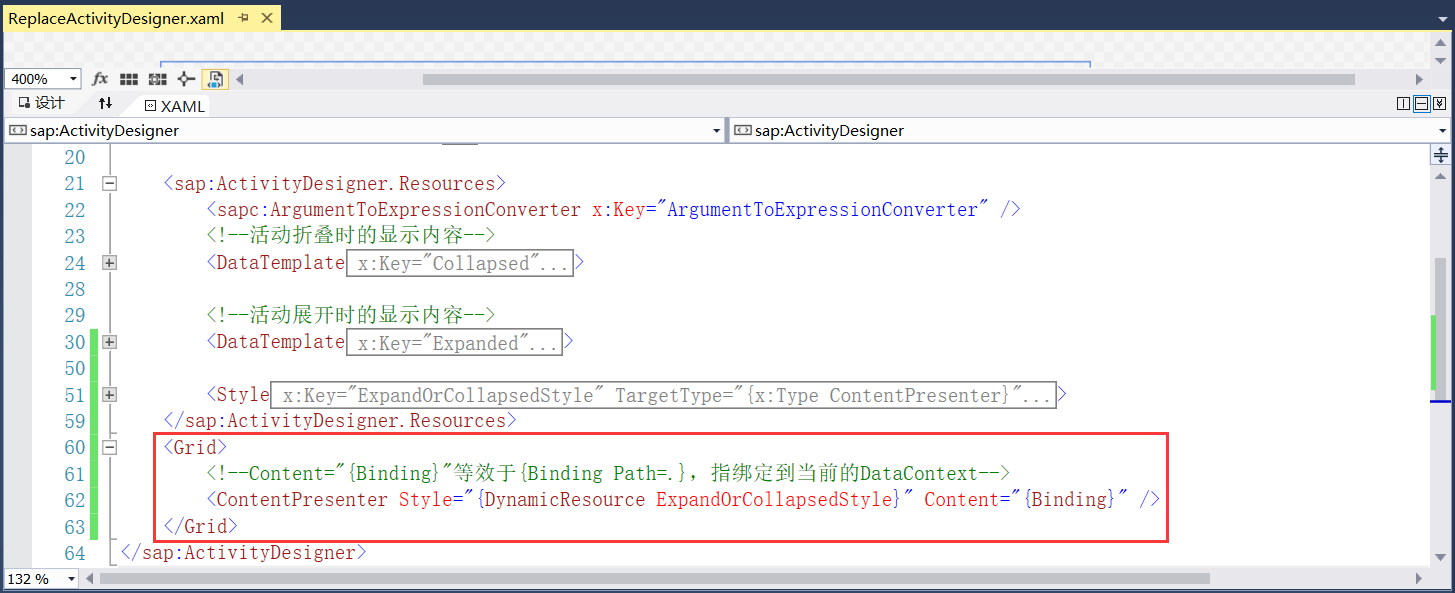 ReplaceActivityDesigner.xaml
400%
设计
XAML
sap:ActivityDesigner
sap:ActivityDesigner
20
21 <sap:ActivityDesigner.Resources>
22 <sapc:ArgumentToExpressionConverter x:Key="ArgumentToExpressionConverter" />
23 <!--活动折叠时的显示内容-->
24 <DataTemplate x:Key="Collapsed"...>
28
29 <!--活动展开时的显示内容-->
30 <DataTemplate x:Key="Expanded"...>
50
51 <Style x:Key="ExpandOrCollapsedStyle" TargetType="{x:Type ContentPresenter}"...>
59 </sap:ActivityDesigner.Resources>
60 <Grid>
61 <!--Content="{Binding}"等效于{Binding Path=.}，指绑定到当前的DataContext-->
62 <ContentPresenter Style="{DynamicResource ExpandOrCollapsedStyle}" Content="{Binding}" />
63 </Grid>
64 </sap:ActivityDesigner>
132 %